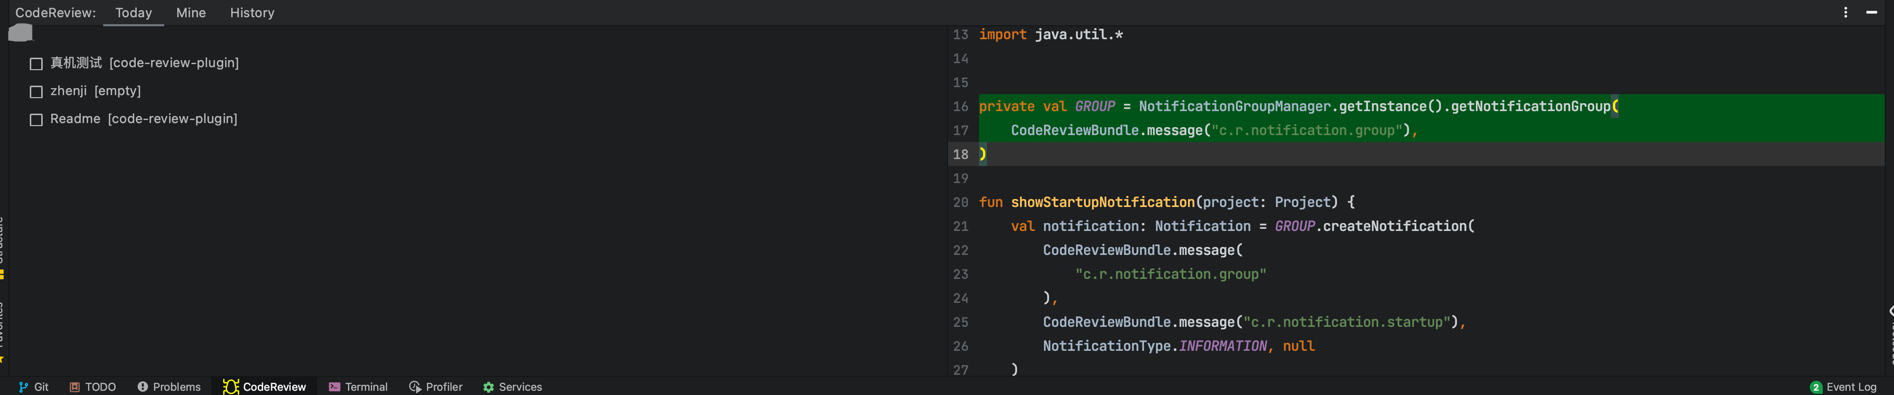 CodeReview: Today Mine History
真机测试 [code-review-plugin]
zhenji [empty]
Readme [code-review-plugin]
13 import java.util.*
14
15
16 private val GROUP = NotificationGroupManager.getInstance().getNotificationGroup(
17 CodeReviewBundle.message("c.r.notification.group"),
18 )
19
20 fun showStartupNotification(project: Project) {
21 val notification: Notification = GROUP.createNotification(
22 CodeReviewBundle.message(
23 "c.r.notification.group"
24 ),
25 CodeReviewBundle.message("c.r.notification.startup"),
26 NotificationType.INFORMATION, null
27 )
Git TODO Problems CodeReview Terminal Profiler Services 2 Event Log